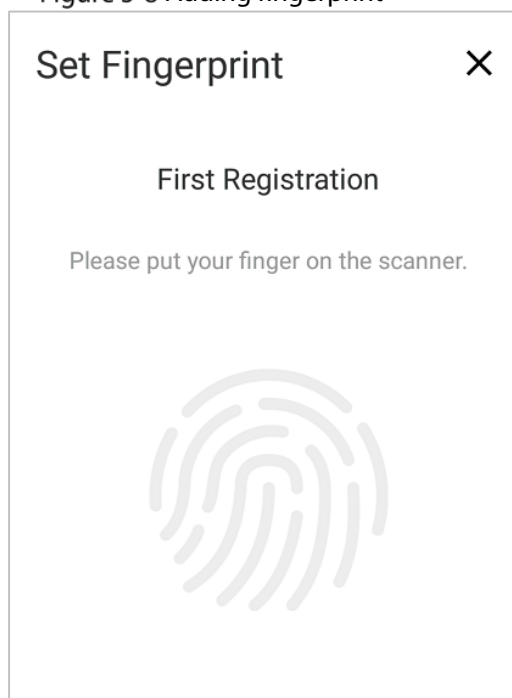 Adding fingerprint
Set Fingerprint
First Registration
Please put your finger on the scanner.